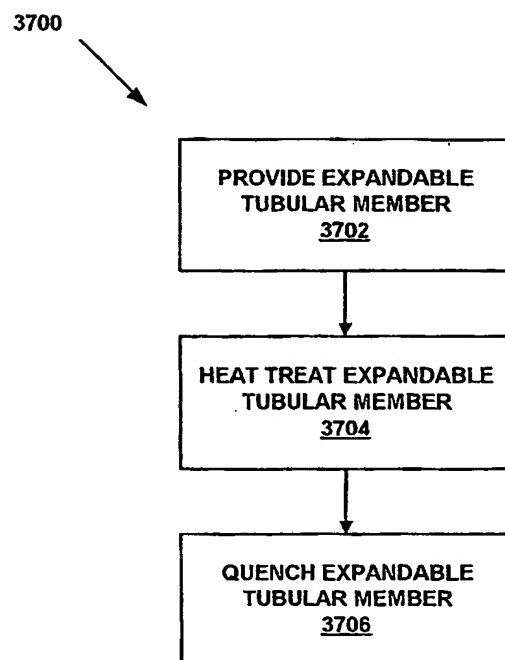 3700
PROVIDE EXPANDABLE
TUBULAR MEMBER
3702
HEAT TREAT EXPANDABLE
TUBULAR MEMBER
3704
QUENCH EXPANDABLE
TUBULAR MEMBER
3706